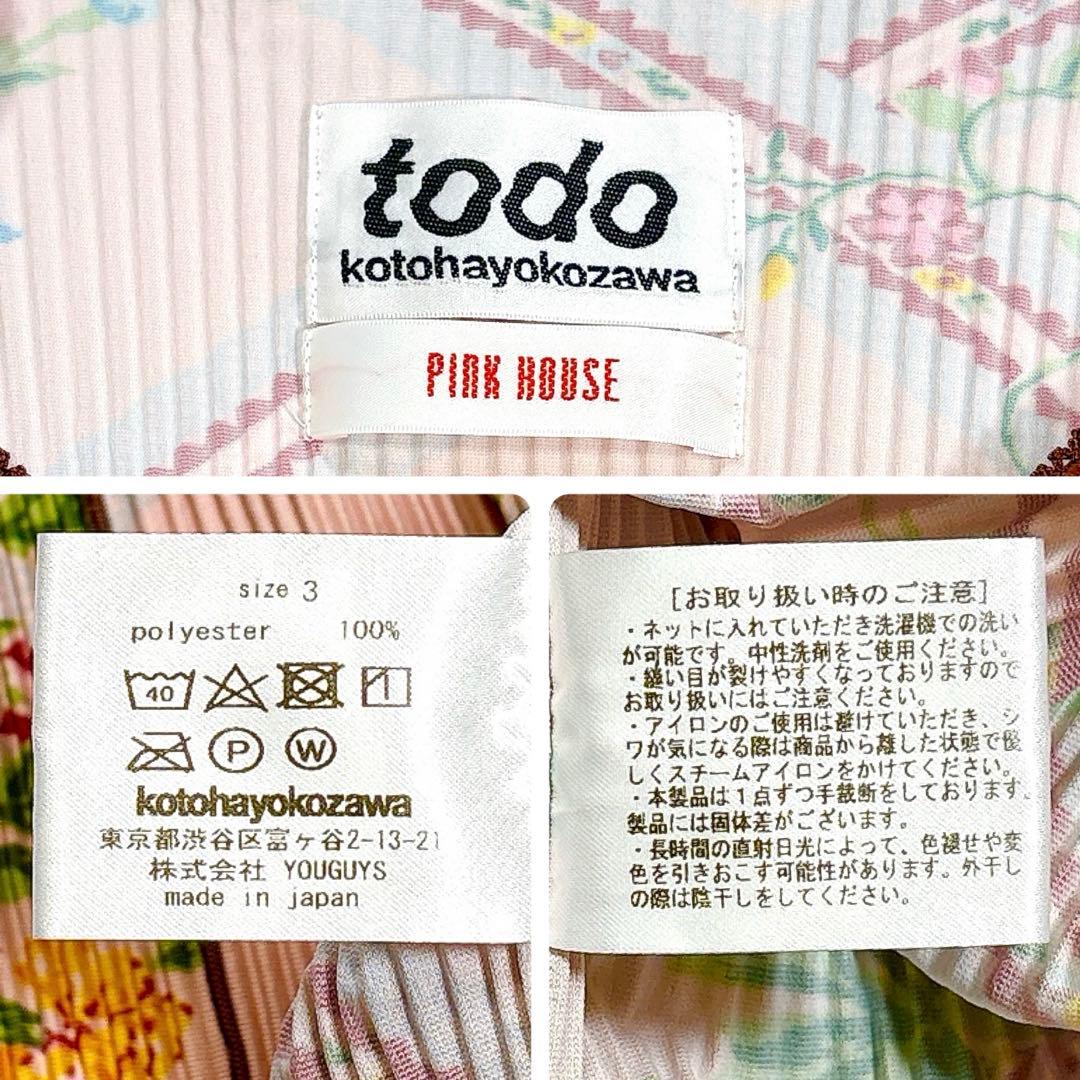 todo
kotohayokozawa
PINK HOUSE
size 3
polyester 100%
40
P W
kotohayokozawa
東京都渋谷区富ヶ谷2-13-21
株式会社 YOUGUYS
made in japan
[お取り扱い時のご注意]
・ネットに入れていただき洗濯機での洗い
が可能です。中性洗剤をご使用ください。
・縫い目が裂けやすくなっておりますので
お取り扱いにはご注意ください。
・アイロンのご使用は避けていただき、シ
ワが気になる際は商品から離した状態で優
しくスチームアイロンをかけてください。
・本製品は1点ずつ手裁断をしております。
製品には固体差がございます。
・長時間の直射日光によって、色褪せや変
色を引きおこす可能性があります。外干し
の際は陰干しをしてください。